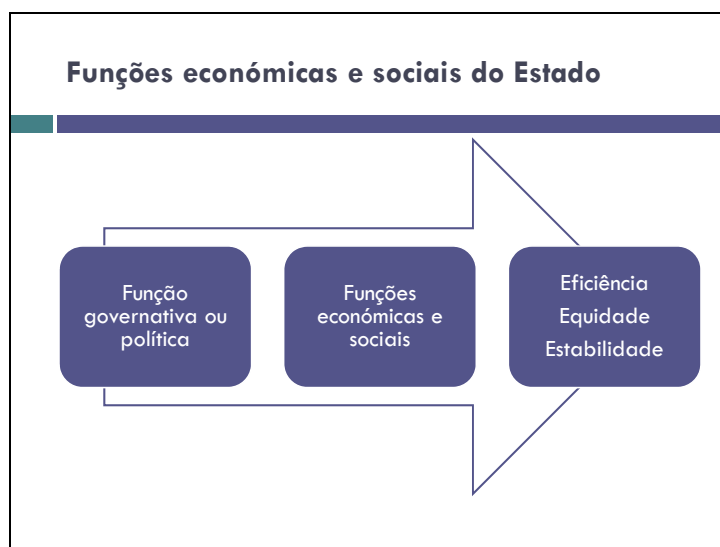 Funções económicas e sociais do Estado
Função
governativa ou
política
Funções
económicas e
sociais
Eficiência
Equidade
Estabilidade